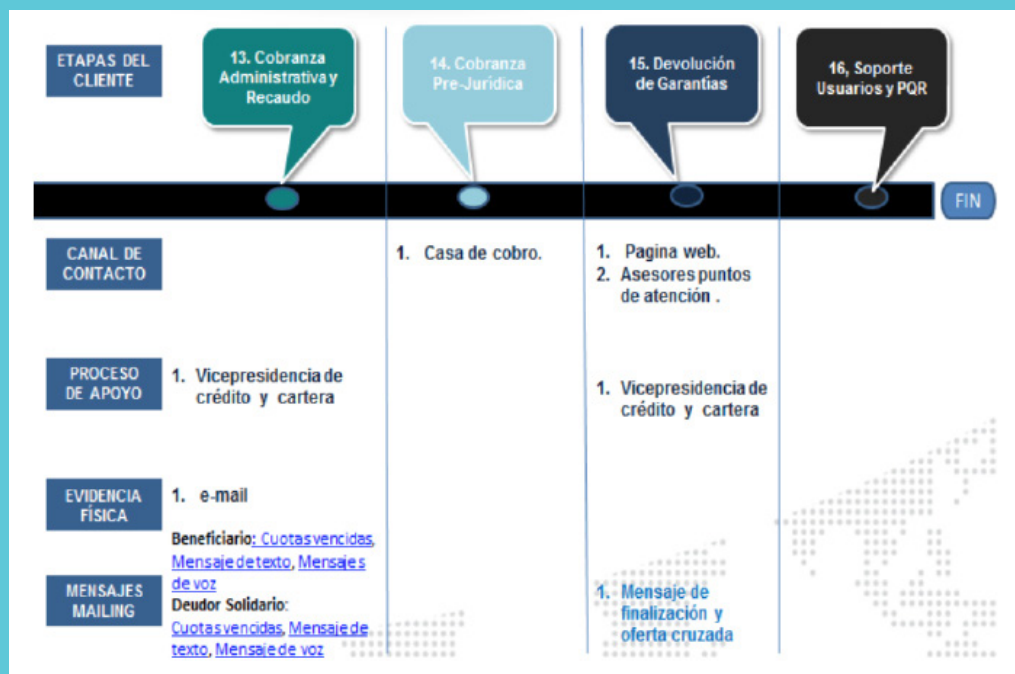 ETAPAS DEL
CLIENTE
13. Cobranza
Administrativa y
Recaudo
14. Cobranza
Pre-Jurídica
15. Devolución
de Garantías
16, Soporte
Usuarios y PQR
FIN
CANAL DE
CONTACTO
1. Casa de cobro.
1. Pagina web.
2. Asesores puntos
de atención .
PROCESO
DE APOYO
1. Vicepresidencia de
crédito y cartera
1. Vicepresidencia de
crédito y cartera
EVIDENCIA
FÍSICA
1. e-mail
MENSAJES
MAILING
Beneficiario: Cuotas vencidas,
Mensaje de texto, Mensajes
de voz
Deudor Solidario:
Cuotas vencidas, Mensaje de
texto, Mensaje de voz
1. Mensaje de
finalización y
oferta cruzada